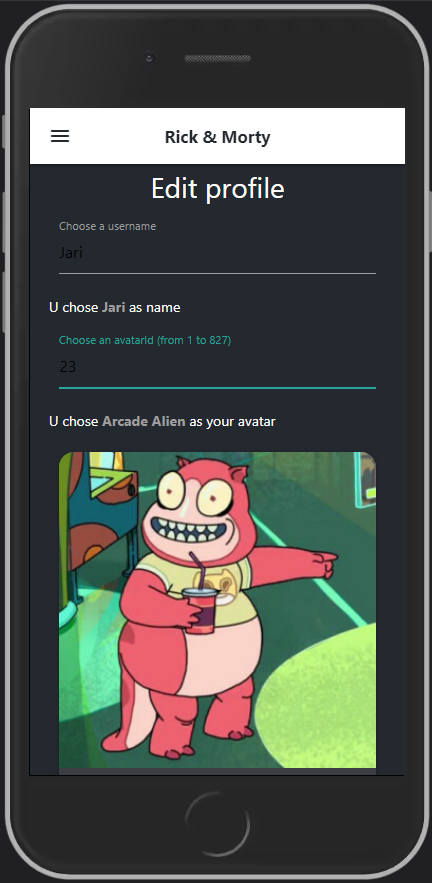 Rick & Morty
Edit profile
Choose a username
Jari
U chose Jari as name
Choose an avatarId (from 1 to 827)
23
U chose Arcade Alien as your avatar